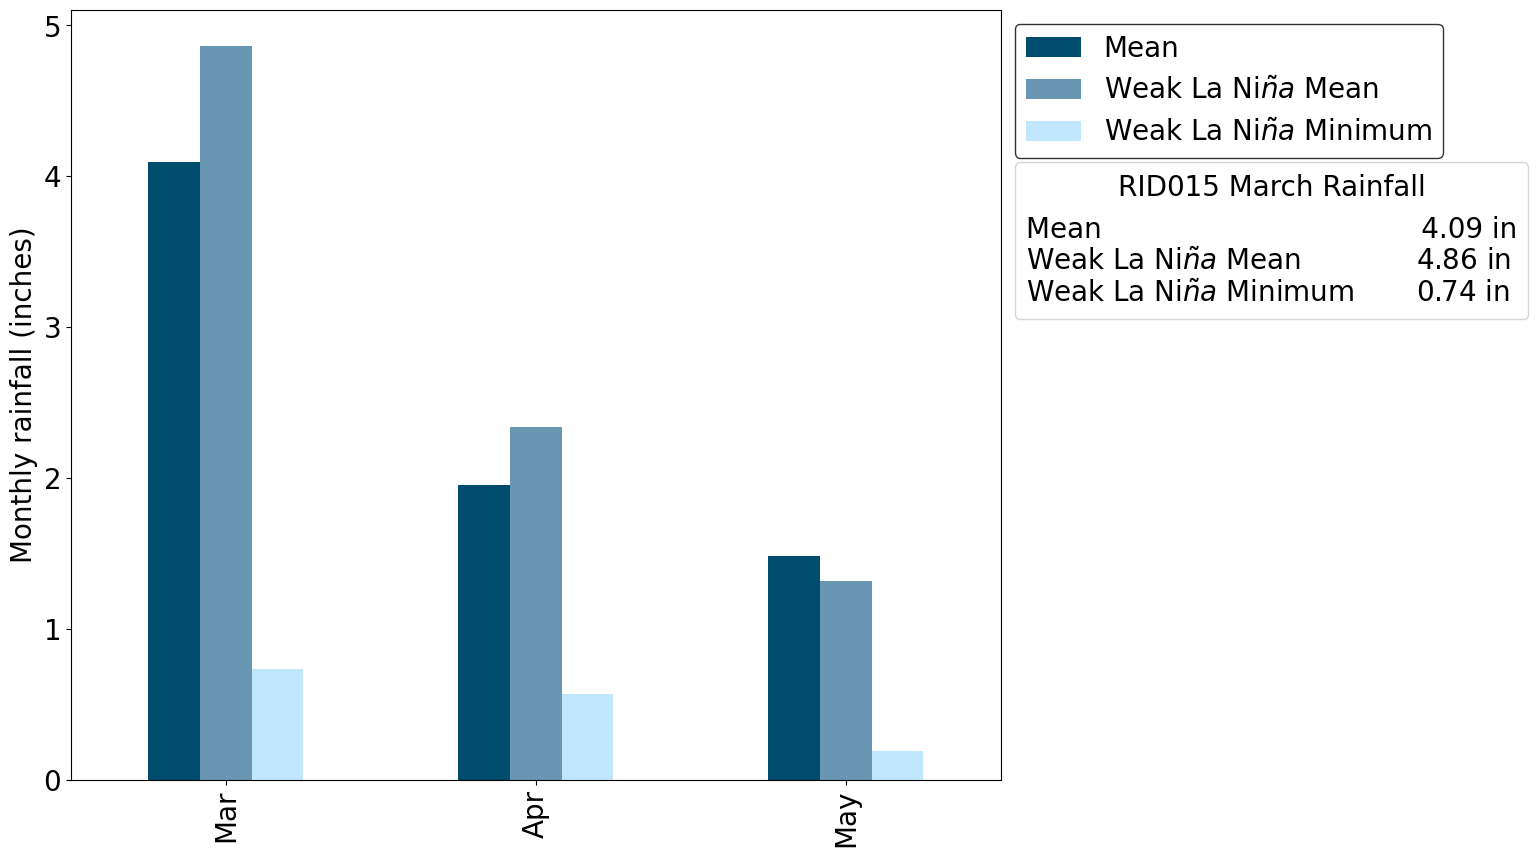 Monthly rainfall (inches)
5
4
3
2
1
0
Mar
Apr
May
Mean
Weak La Niña Mean
Weak La Niña Minimum
RID015 March Rainfall
Mean 4.09 in
Weak La Niña Mean 4.86 in
Weak La Niña Minimum 0.74 in